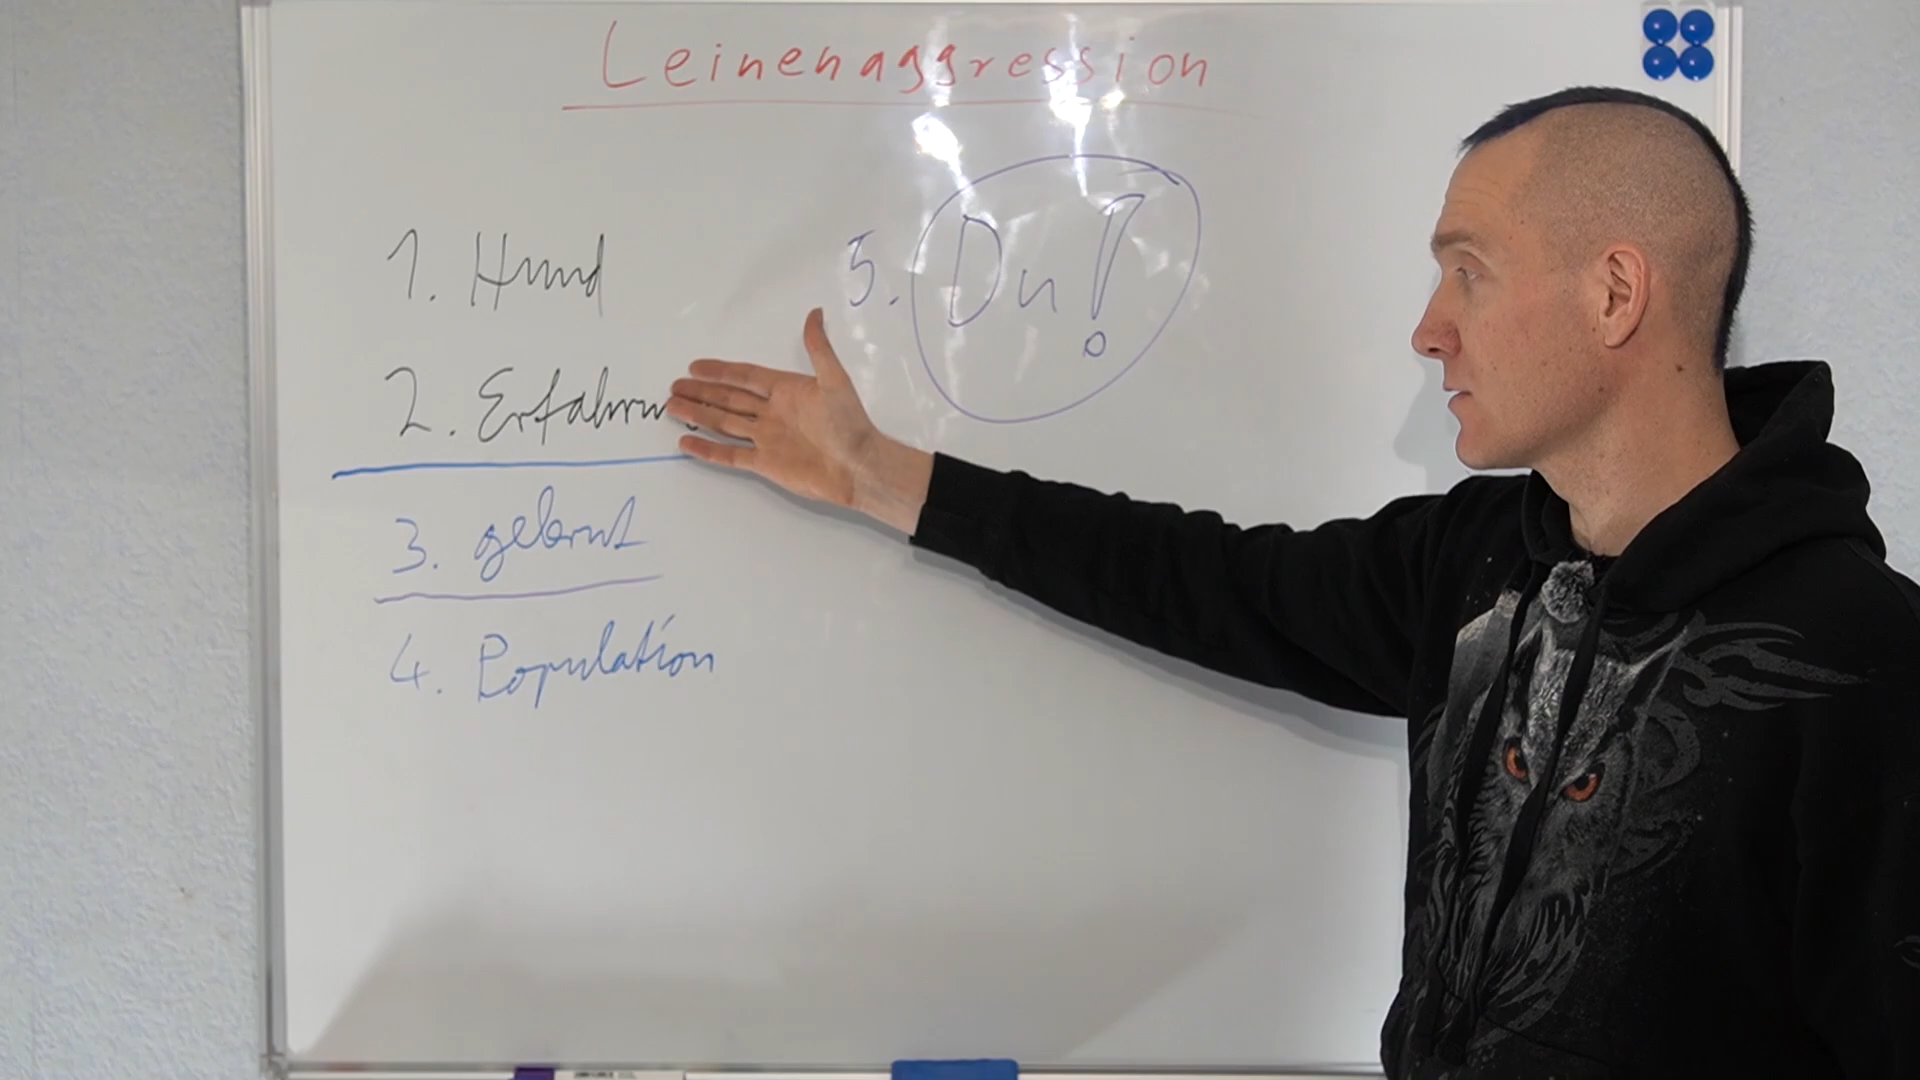 Leinenaggression
1. Hund
2. Erfahrung
3. gelernt
4. Population
5. Du!